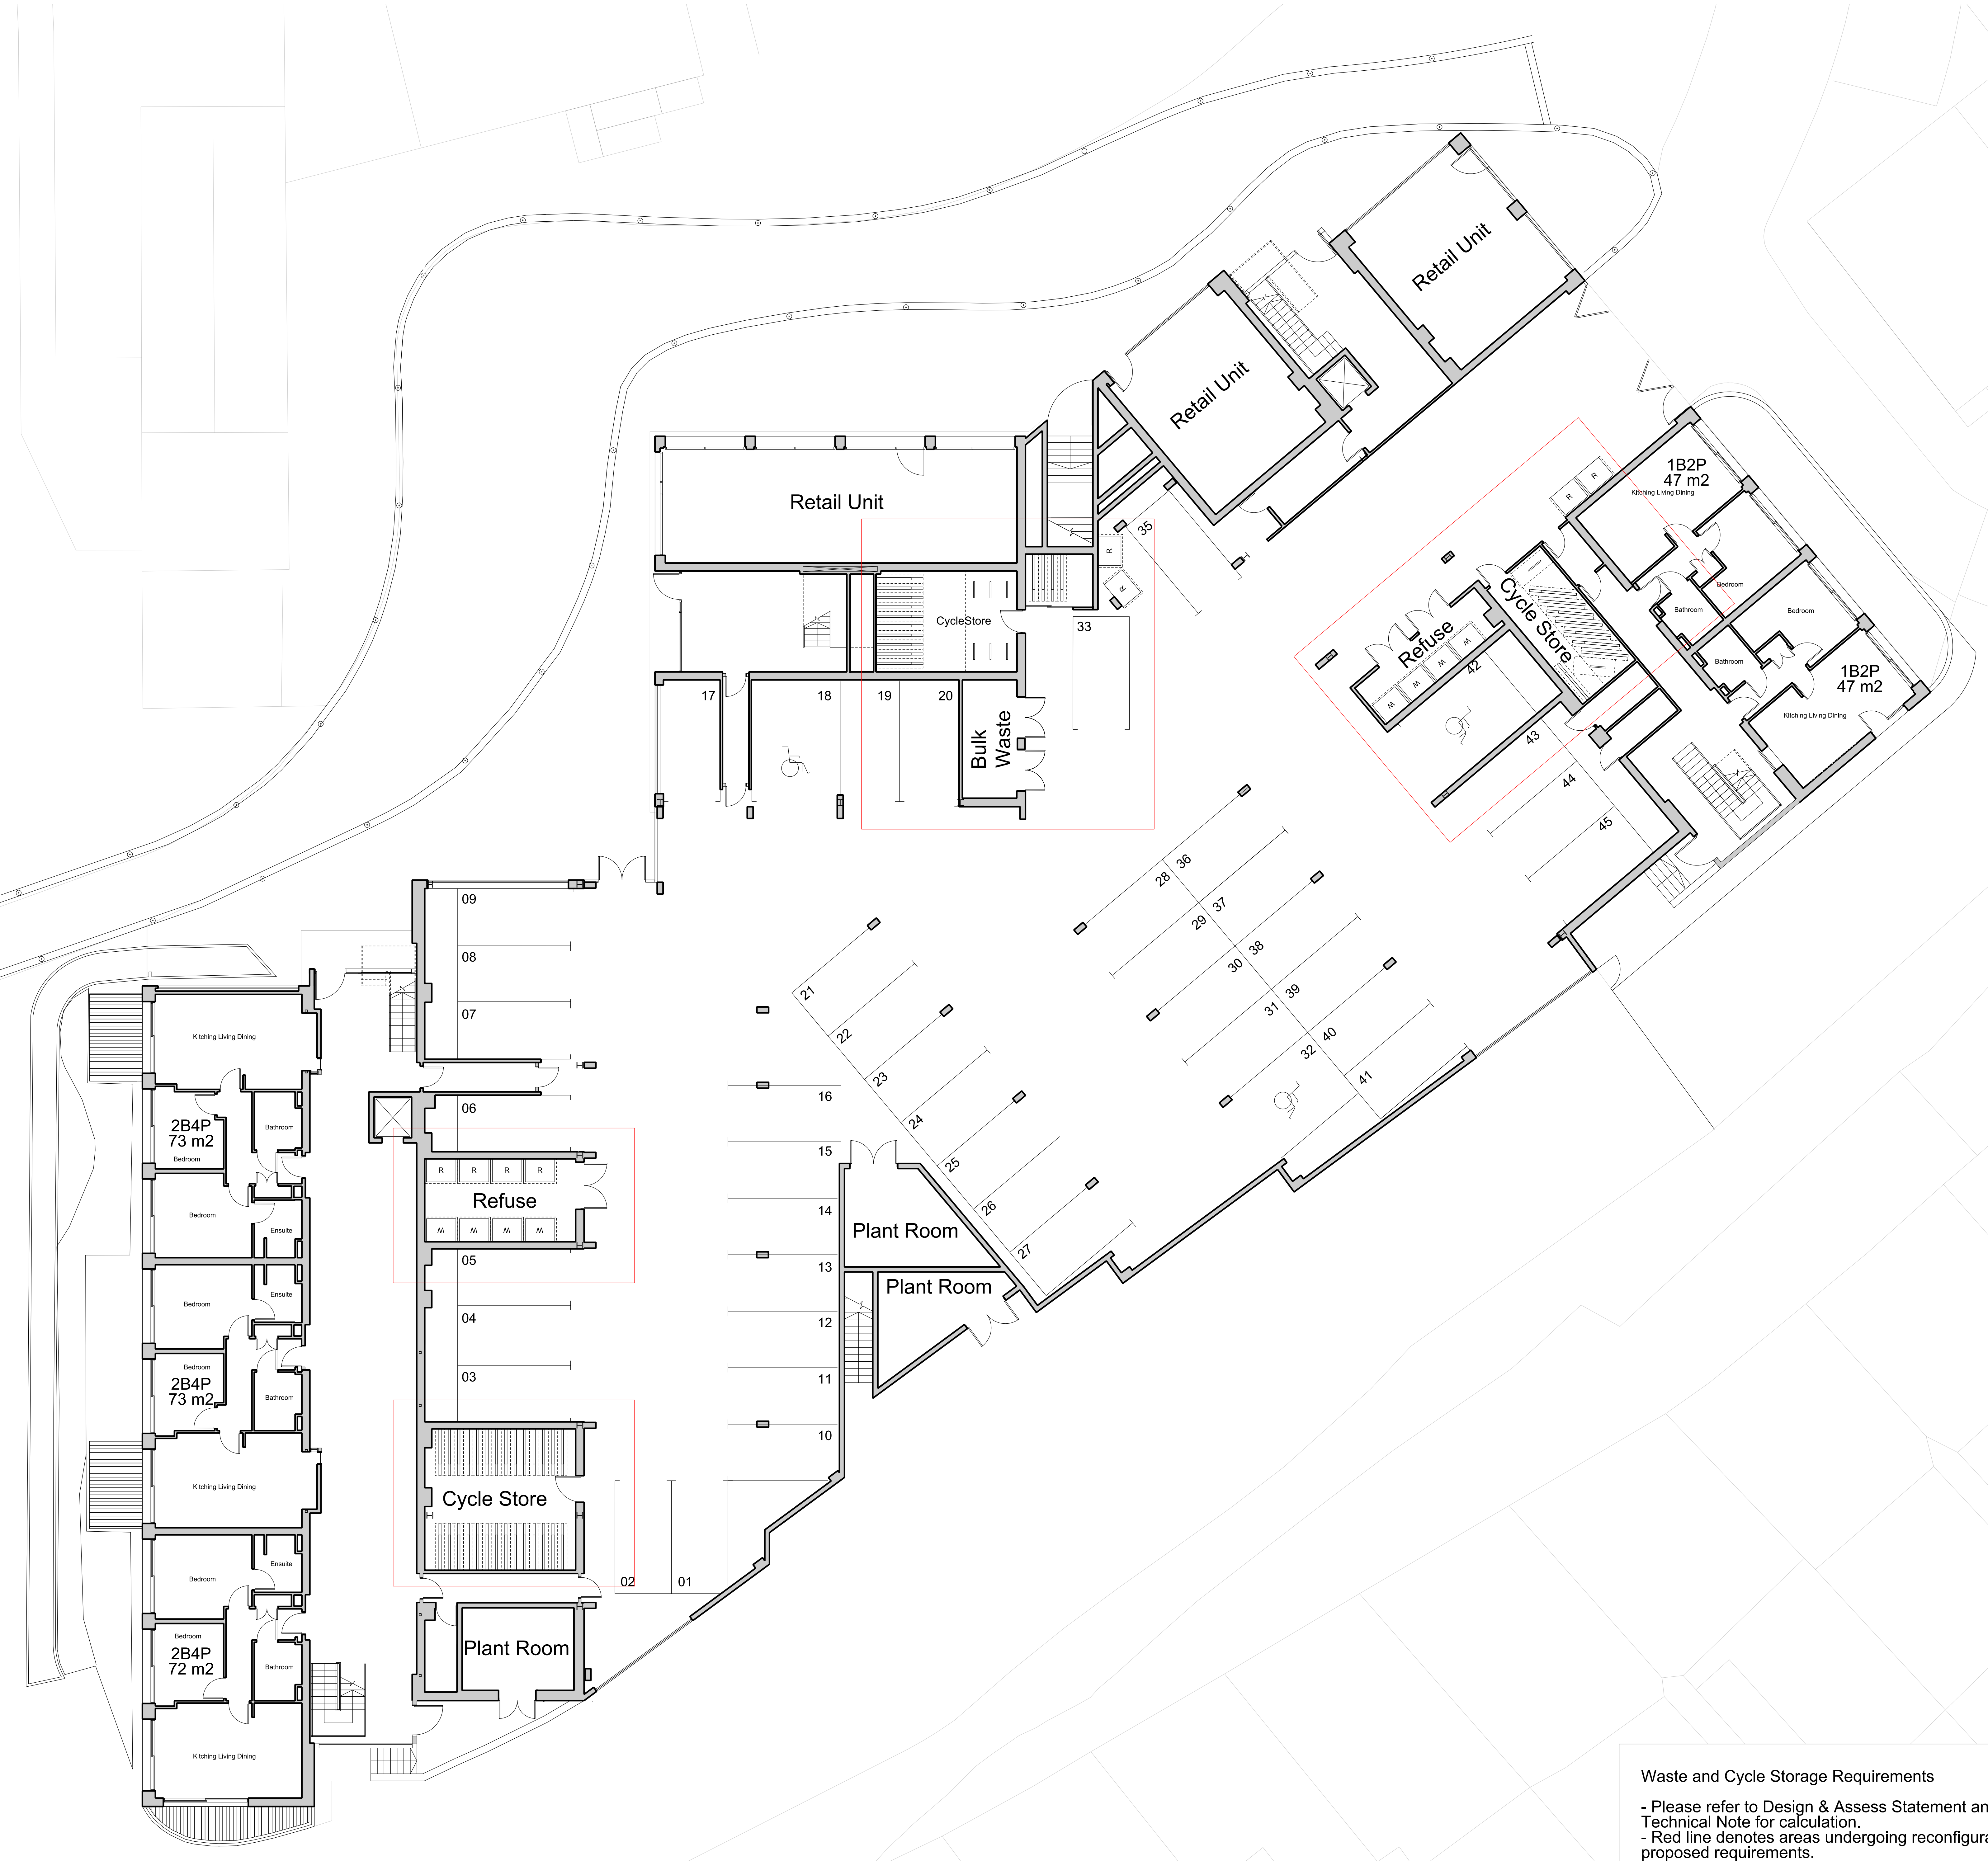 Retail Unit
Retail Unit
Retail Unit
1B2P
47 m2
Kitching Living Dining
R
R
Bedroom
Bathroom
Bedroom
Bathroom
1B2P
47 m2
Kitching Living Dining
Cycle Store
Refuse
W
W
W
W
35
R
R
33
CycleStore
17
18
19
20
Bulk
Waste
42
43
44
45
36
28
37
29
38
30
39
31
40
32
41
21
22
23
24
25
26
27
09
08
07
06
16
15
14
13
12
11
10
R
R
R
R
Refuse
W
W
W
W
05
04
03
Cycle Store
02
01
Plant Room
Plant Room
Plant Room
Kitching Living Dining
2B4P
73 m2
Bedroom
Bathroom
Bedroom
Ensuite
Bedroom
Ensuite
Bedroom
2B4P
73 m2
Bathroom
Kitching Living Dining
Bedroom
Ensuite
Bedroom
2B4P
72 m2
Bathroom
Kitching Living Dining
Waste and Cycle Storage Requirements
- Please refer to Design & Assess Statement
Technical Note for calculation.
- Red line denotes areas undergoing
proposed requirements.